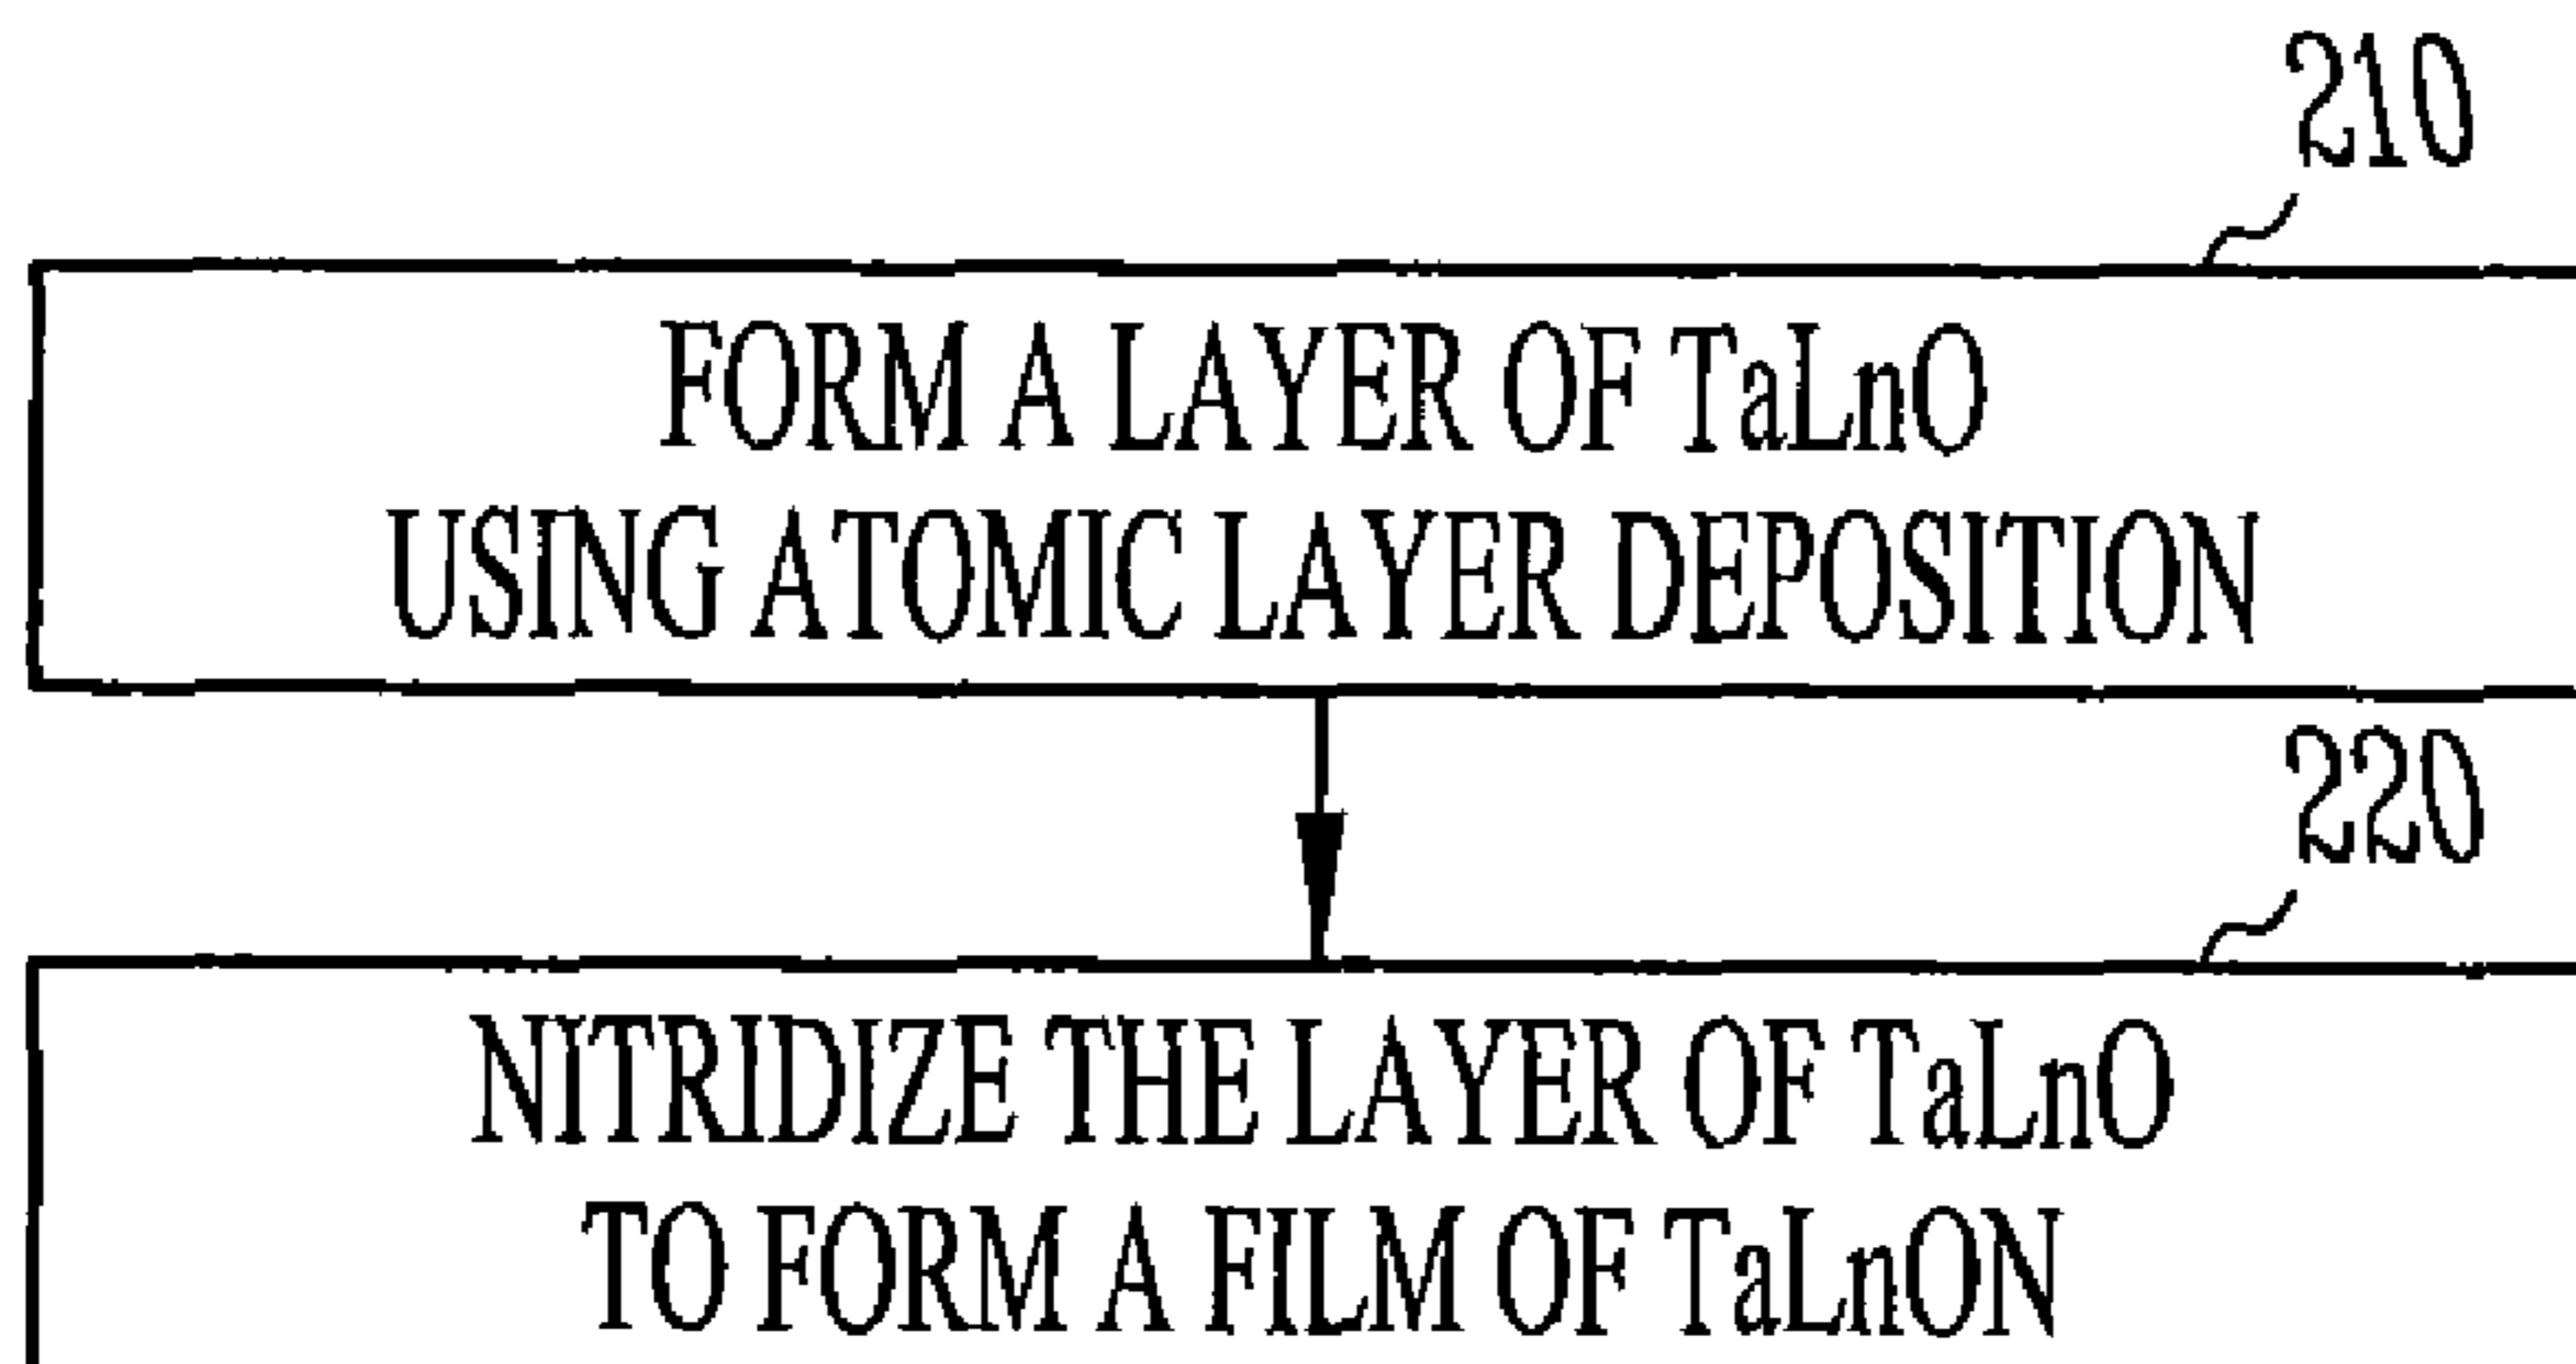 210
FORM A LAYER OF TaLnO
USING ATOMIC LAYER DEPOSITION
220
NITRIDIZE THE LAYER OF TaLnO
TO FORM A FILM OF TaLnON